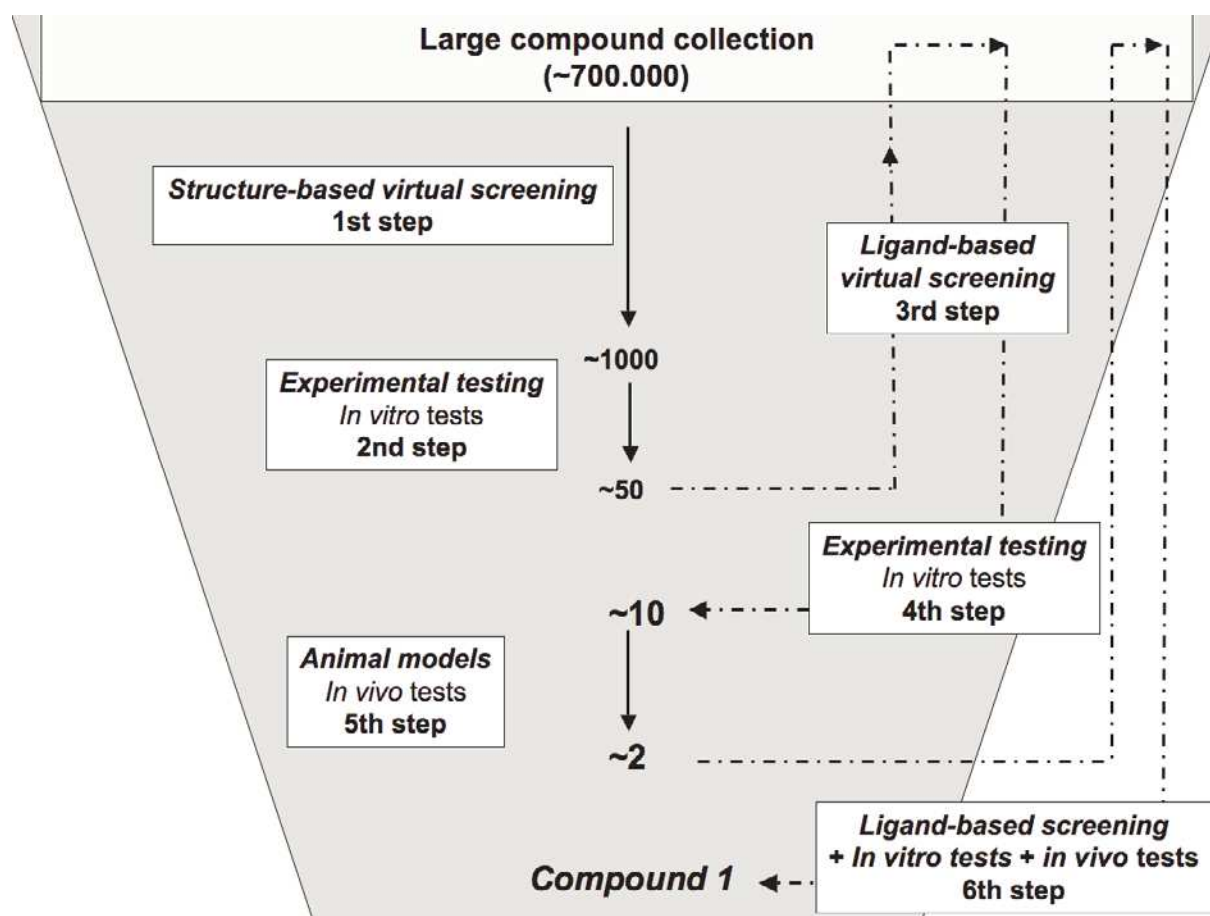 Large compound collection
(~700.000)
Structure-based virtual screening
1st step
Ligand-based
virtual screening
3rd step
~1000
Experimental testing
In vitro tests
2nd step
~50
Experimental testing
In vitro tests
4th step
~10
Animal models
In vivo tests
5th step
~2
Ligand-based screening
+ In vitro tests + in vivo tests
6th step
Compound 1